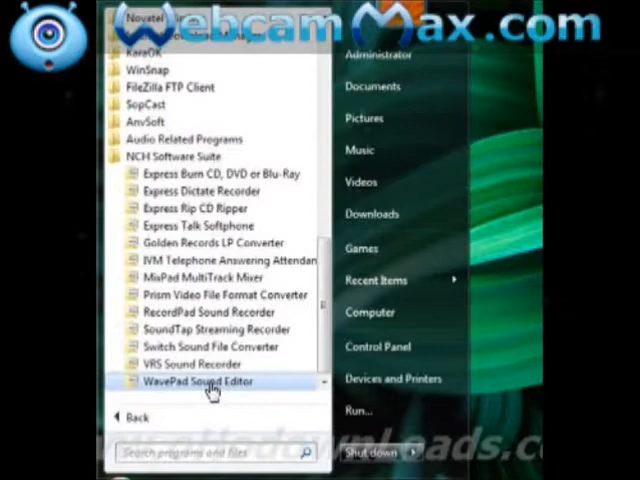 WebcamMax.com
Novatel
KaraOK
WinSnap
FileZilla FTP Client
SopCast
AnvSoft
Audio Related Programs
NCH Software Suite
Express Burn CD, DVD or Blu-Ray
Express Dictate Recorder
Express Rip CD Ripper
Express Talk Softphone
Golden Records LP Converter
IVM Telephone Answering Attendan
MixPad MultiTrack Mixer
Prism Video File Format Converter
RecordPad Sound Recorder
SoundTap Streaming Recorder
Switch Sound File Converter
VRS Sound Recorder
WavePad Sound Editor
Back
Search programs and files
Administrator
Documents
Pictures
Music
Videos
Downloads
Games
Recent Items
Computer
Control Panel
Devices and Printers
Run...
Shut down